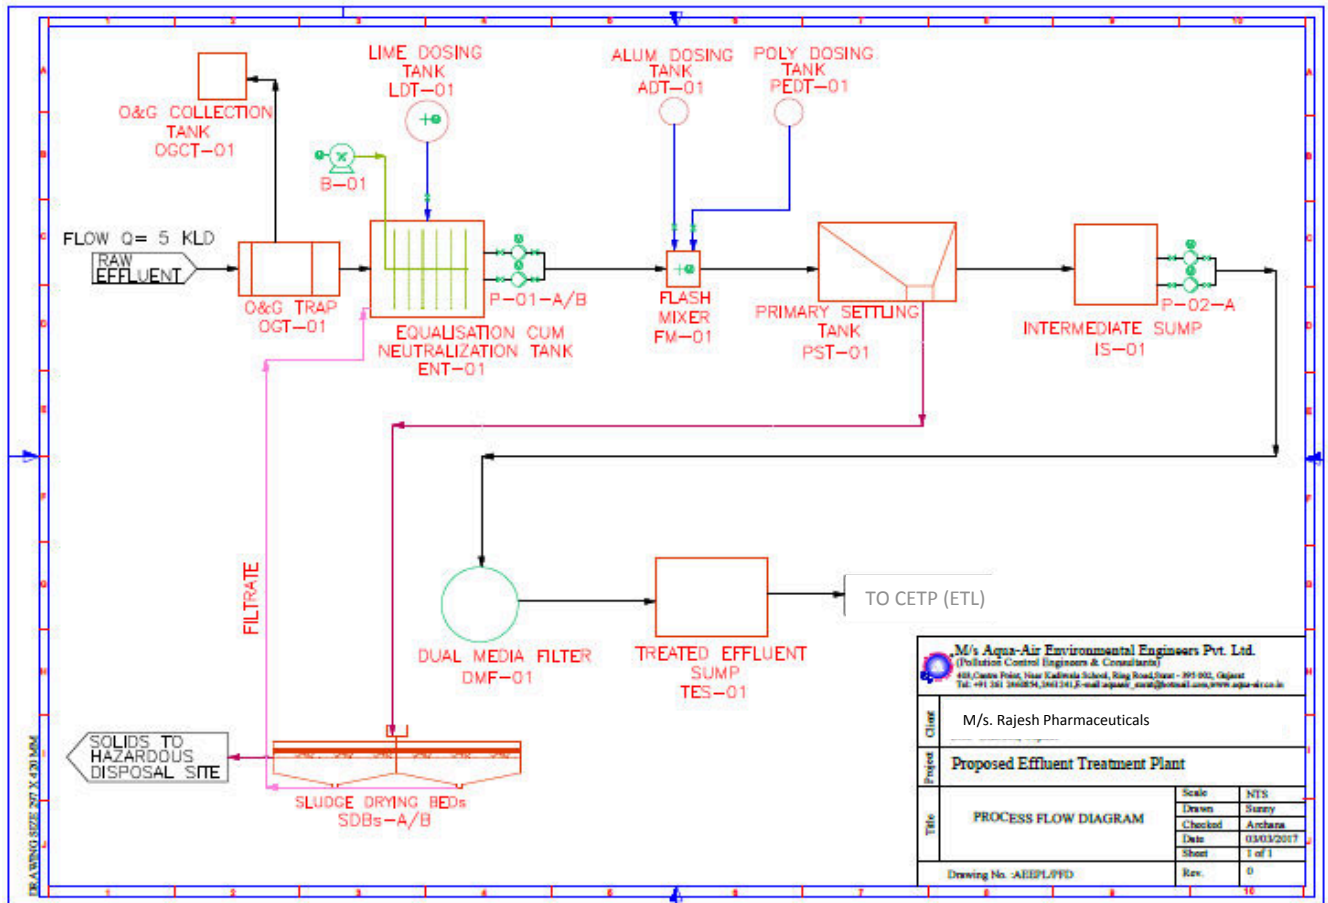 LIME DOSING
TANK
LDT-01
ALUM DOSING
TANK
ADT-01
POLY DOSING
TANK
PEDT-01
O&G COLLECTION
TANK
OGCT-01
B-01
FLOW Q= 5 KLD
RAW
EFFLUENT
O&G TRAP
OGT-01
P-01-A/B
EQUALISATION CUM
NEUTRALIZATION TANK
ENT-01
FLASH
MIXER
FM-01
PRIMARY SETTLING
TANK
PST-01
P-02-A
INTERMEDIATE SUMP
IS-01
FILTRATE
DUAL MEDIA FILTER
DMF-01
TREATED EFFLUENT
SUMP
TES-01
TO CETP (ETL)
SOLIDS TO
HAZARDOUS
DISPOSAL SITE
SLUDGE DRYING BEDs
SDBs-A/B
DRAWING SIZE 297 X 420 MM
M/s Aqua-Air Environmental Engineers Pvt. Ltd.
(Pollution Control Engineers & Consultants)
Client
M/s. Rajesh Pharmaceuticals
Project
Proposed Effluent Treatment Plant
Title
PROCESS FLOW DIAGRAM
Scale NTS
Drawn Sunny
Checked Archana
Date 03/03/2017
Sheet 1 of 1
Drawing No. :AEEPL/PFD
Rev. 0